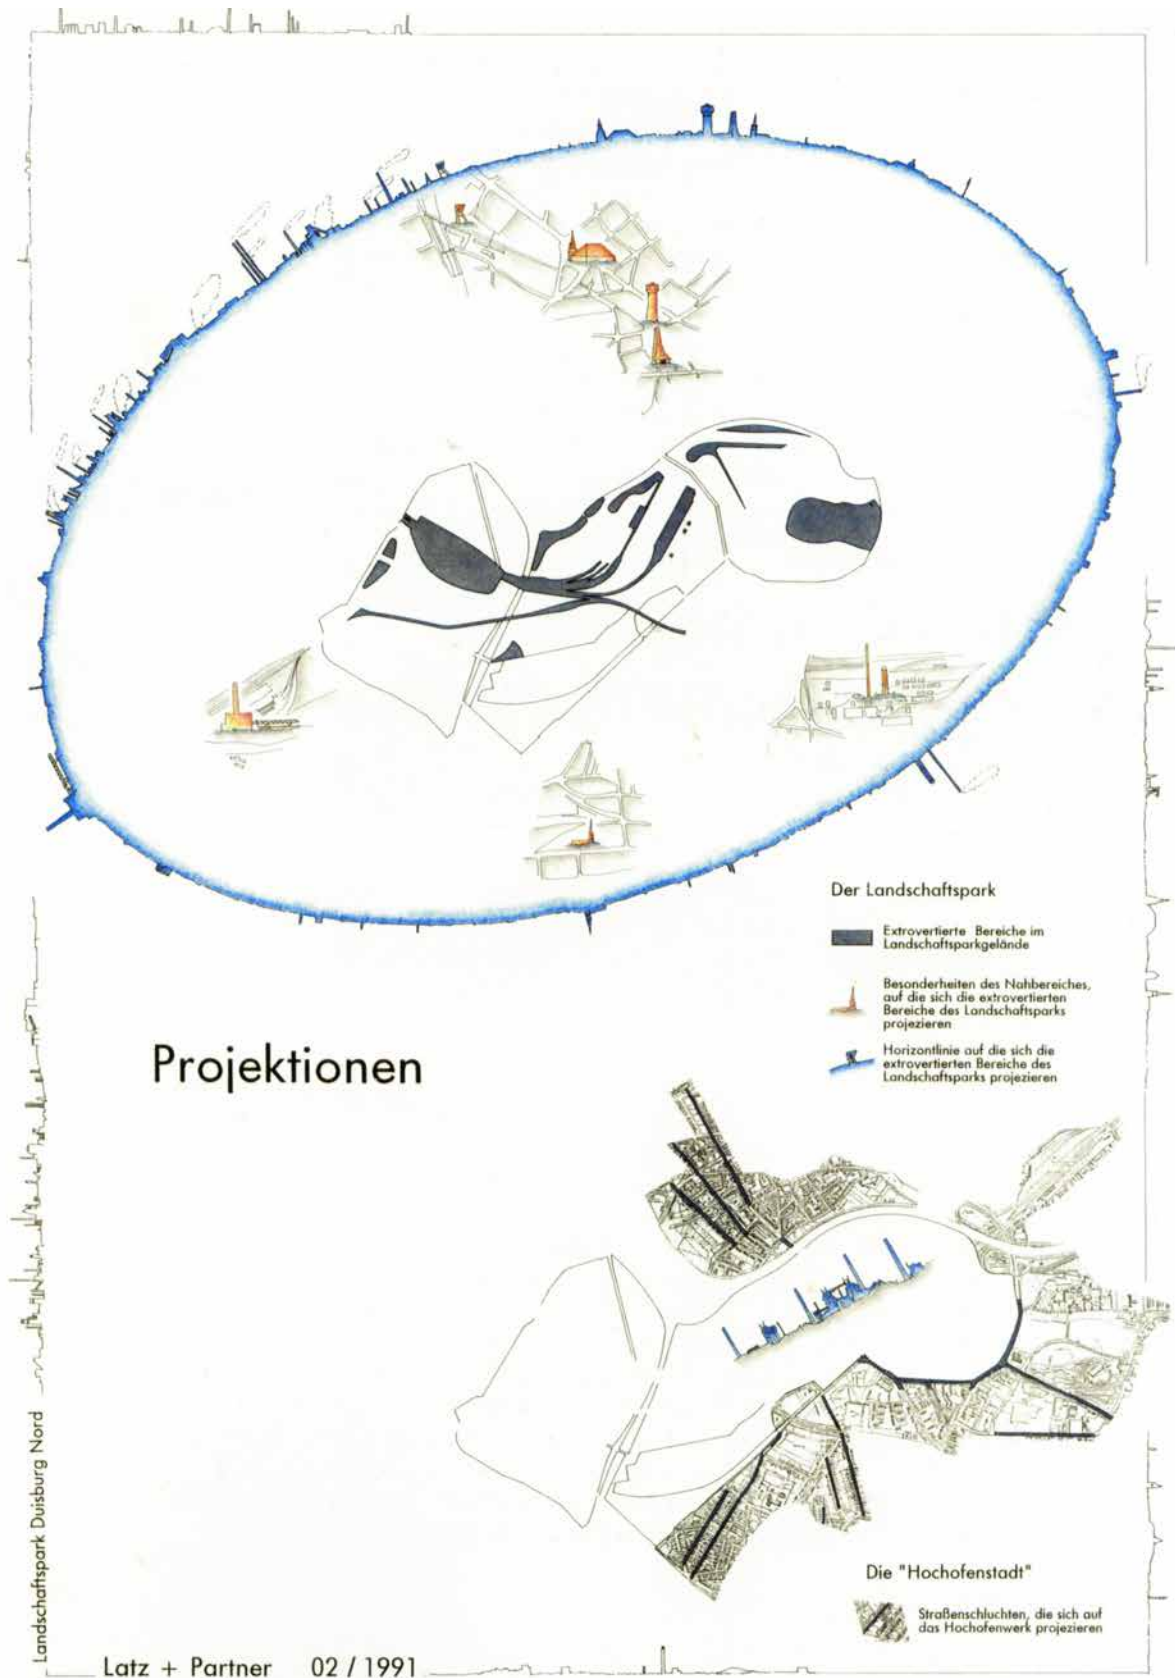 Der Landschaftspark
Extrovertierte Bereiche im
Landschaftsparkgelände
Besonderheiten des Nahbereiches,
auf die sich die extrovertierten
Bereiche des Landschaftsparks
projezieren
Horizontlinie auf die sich die
extrovertierten Bereiche des
Landschaftsparks projezieren
Projektionen
Die "Hochofenstadt"
Straßenschluchten, die sich auf
das Hochofenwerk projezieren
Landschaftspark Duisburg Nord
Latz + Partner 02 / 1991